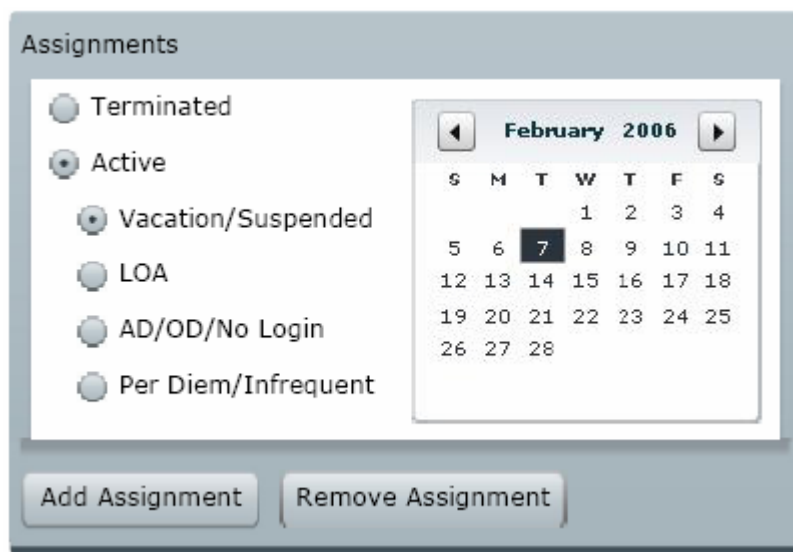 Assignments
Terminated
Active
Vacation/Suspended
LOA
AD/OD/No Login
Per Diem/Infrequent
February 2006
S M T W T F S
1 2 3 4
5 6 7 8 9 10 11
12 13 14 15 16 17 18
19 20 21 22 23 24 25
26 27 28
Add Assignment
Remove Assignment